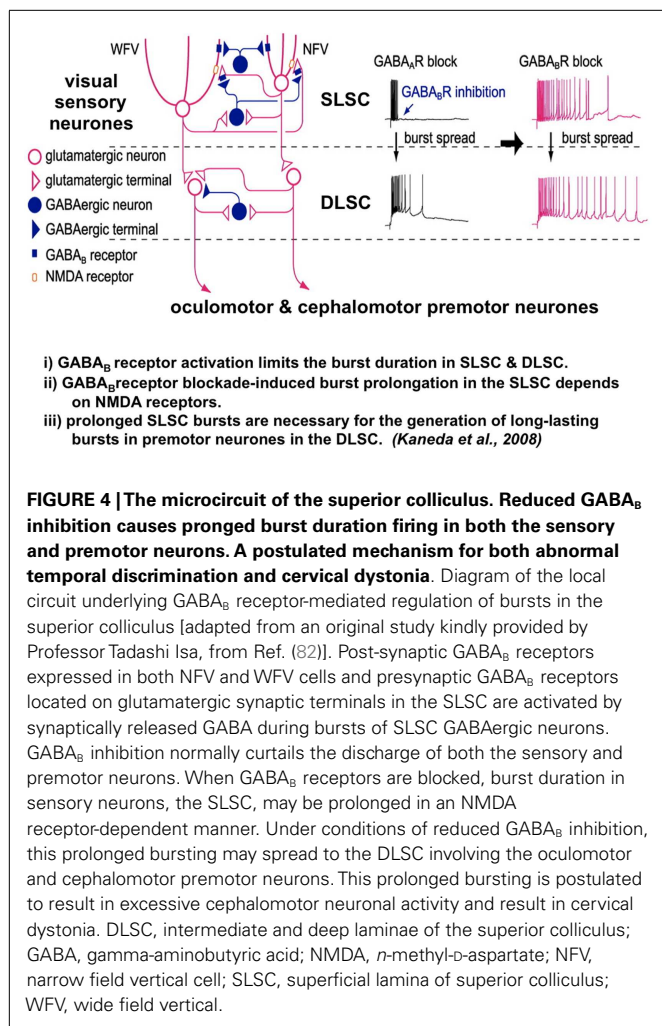 WFV NFV
GABA_AR block GABA_BR block
visual
sensory
neurones
SLSC
GABA_BR inhibition
burst spread burst spread
glutamatergic neuron
glutamatergic terminal
GABAergic neuron
GABAergic terminal
GABA_B receptor
NMDA receptor
DLSC
oculomotor & cephalomotor premotor neurones
i) GABA_B receptor activation limits the burst duration in SLSC & DLSC.
ii) GABA_Breceptor blockade-induced burst prolongation in the SLSC depends
on NMDA receptors.
iii) prolonged SLSC bursts are necessary for the generation of long-lasting
bursts in premotor neurones in the DLSC. (Kaneda et al., 2008)
FIGURE 4 | The microcircuit of the superior colliculus. Reduced GABA_B
inhibition causes pronged burst duration firing in both the sensory
and premotor neurons. A postulated mechanism for both abnormal
temporal discrimination and cervical dystonia. Diagram of the local
circuit underlying GABA_B receptor-mediated regulation of bursts in the
superior colliculus [adapted from an original study kindly provided by
Professor Tadashi Isa, from Ref. (82)]. Post-synaptic GABA_B receptors
expressed in both NFV and WFV cells and presynaptic GABA_B receptors
located on glutamatergic synaptic terminals in the SLSC are activated by
synaptically released GABA during bursts of SLSC GABAergic neurons.
GABA_B inhibition normally curtails the discharge of both the sensory and
premotor neurons. When GABA_B receptors are blocked, burst duration in
sensory neurons, the SLSC, may be prolonged in an NMDA
receptor-dependent manner. Under conditions of reduced GABA_B inhibition,
this prolonged bursting may spread to the DLSC involving the oculomotor
and cephalomotor premotor neurons. This prolonged bursting is postulated
to result in excessive cephalomotor neuronal activity and result in cervical
dystonia. DLSC, intermediate and deep laminae of the superior colliculus;
GABA, gamma-aminobutyric acid; NMDA, n-methyl-D-aspartate; NFV,
narrow field vertical cell; SLSC, superficial lamina of superior colliculus;
WFV, wide field vertical.